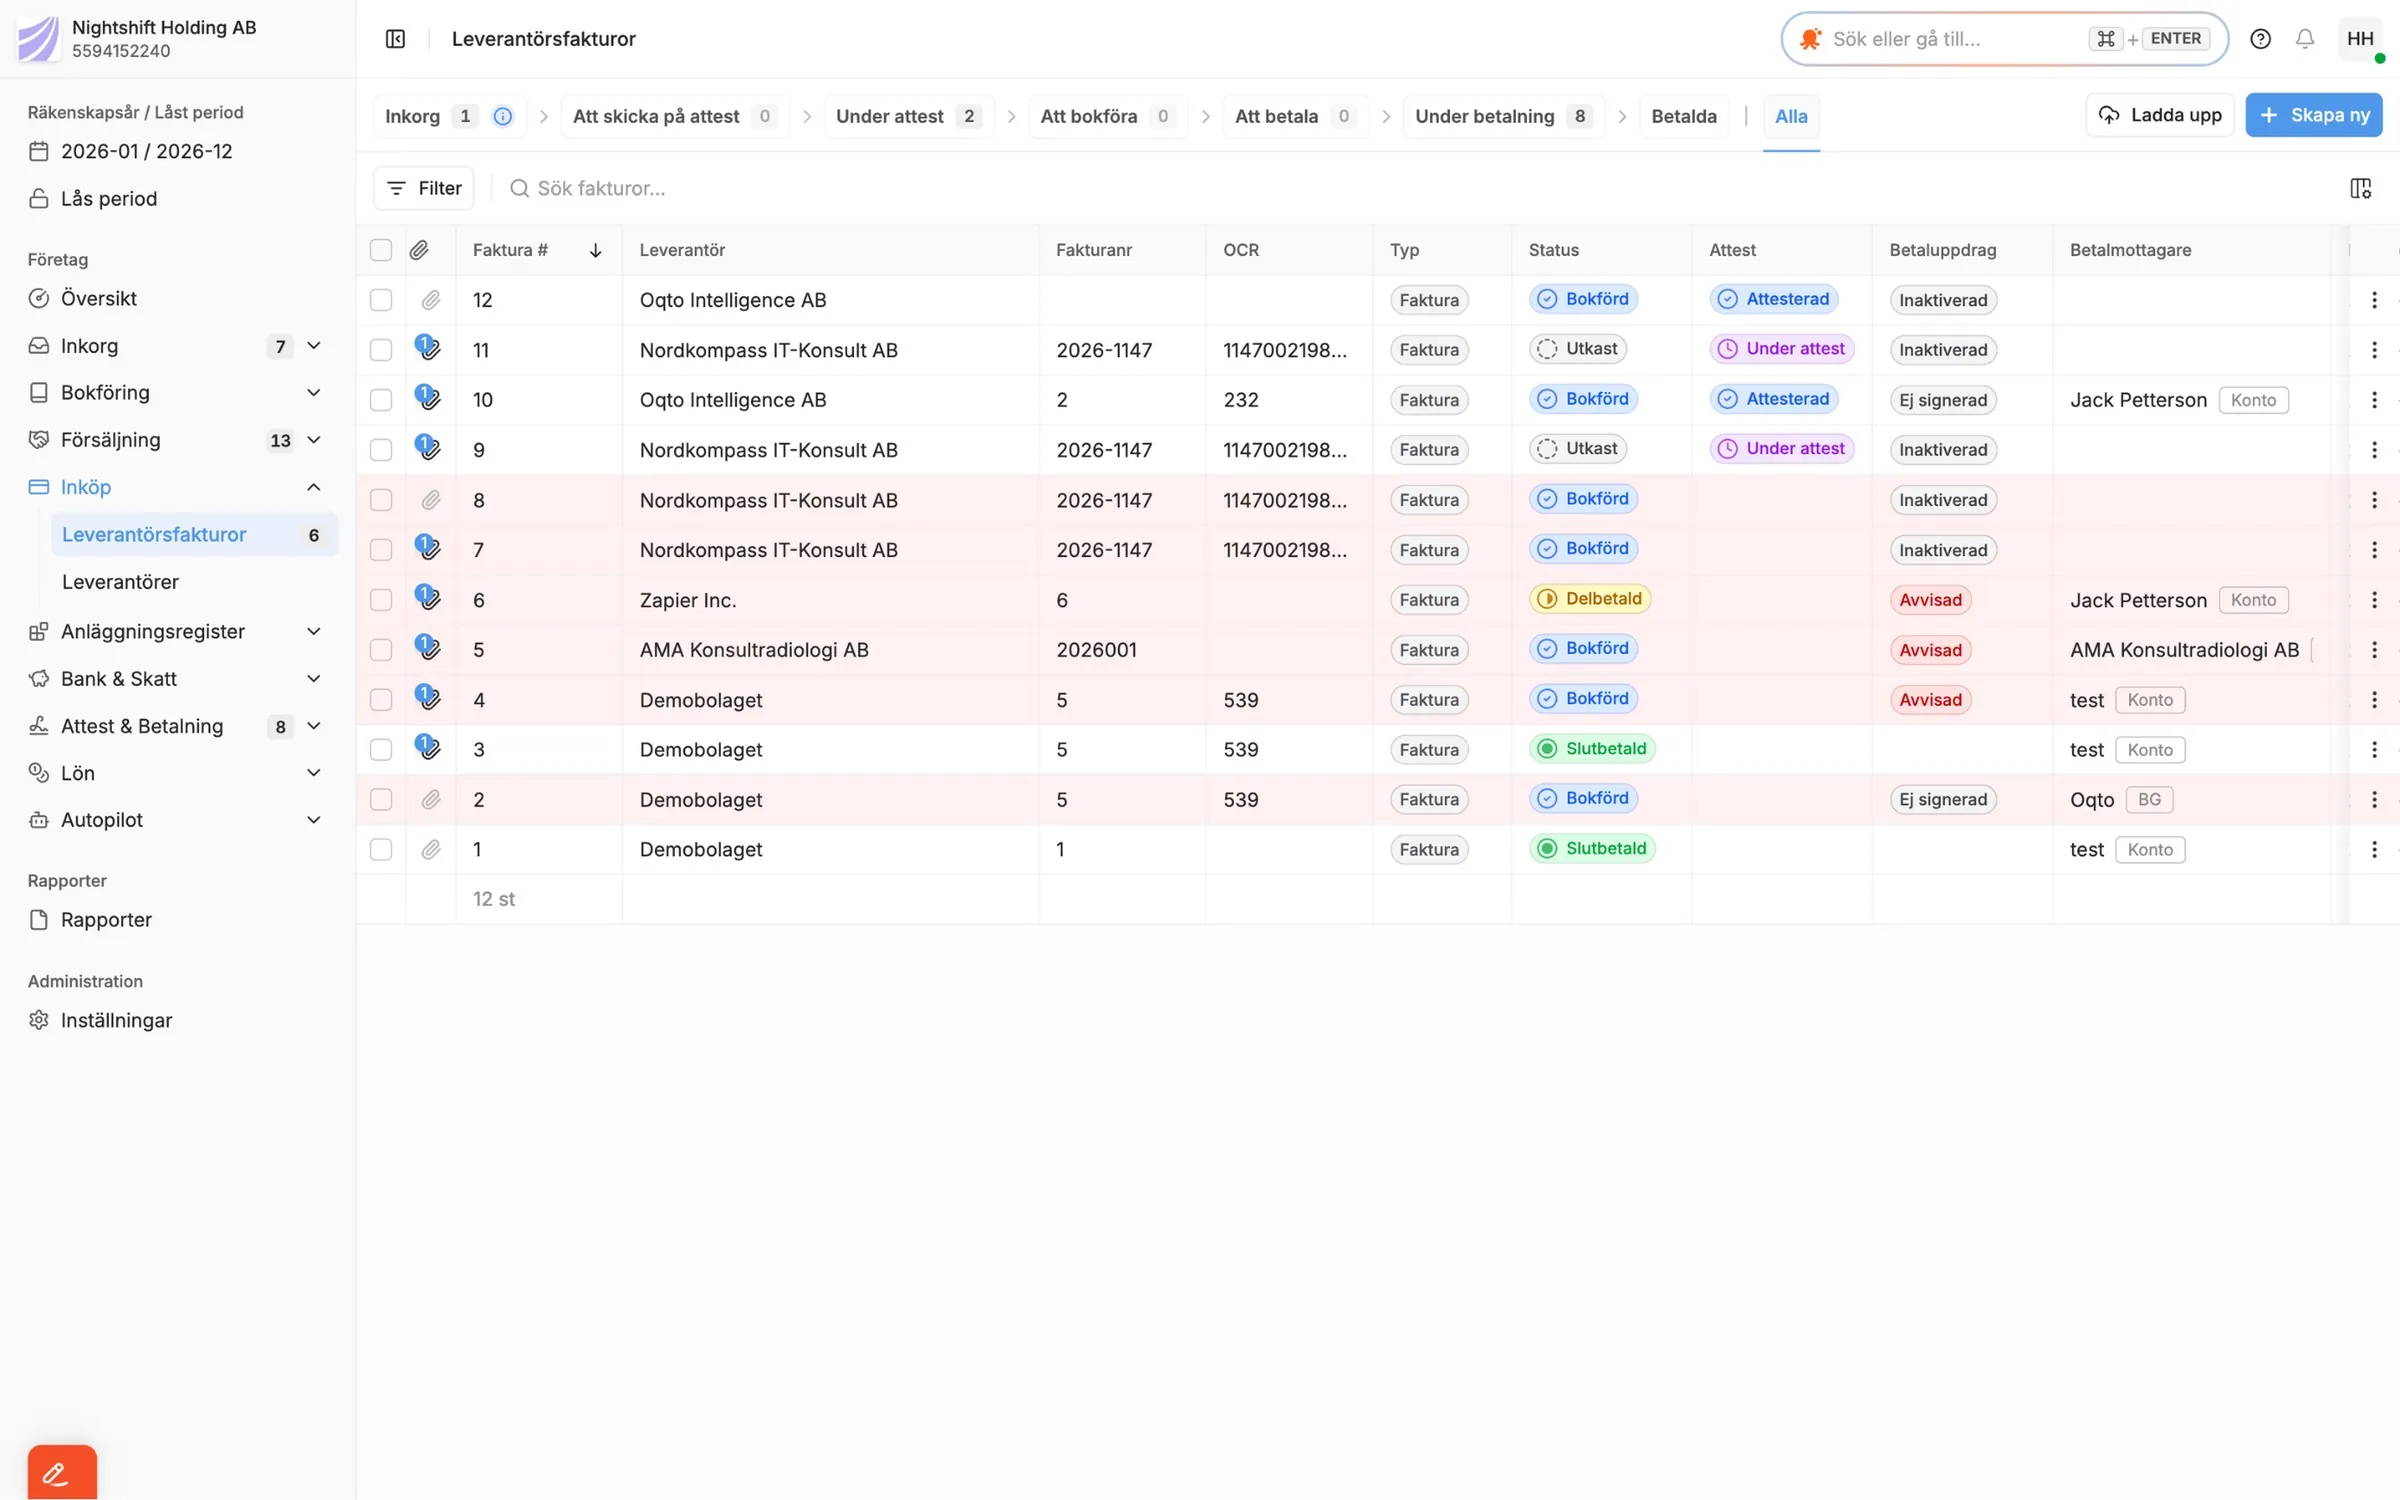 Nightshift Holding AB
5594152240
Räkenskapsår / Låst period
2026-01 / 2026-12
Lås period
Företag
Översikt
Inkorg 7
Bokföring
Försäljning 13
Inköp
Leverantörsfakturor 6
Leverantörer
Anläggningsregister
Bank & Skatt
Attest & Betalning 8
Lön
Autopilot
Rapporter
Rapporter
Administration
Inställningar
Leverantörsfakturor
Sök eller gå till... ⌘ + ENTER
HH
Inkorg 1 Att skicka på attest 0 Under attest 2 Att bokföra 0 Att betala 0 Under betalning 8 Betalda | Alla
Ladda upp
+ Skapa ny
Filter
Sök fakturor...
Faktura # ↓ Leverantör Fakturanr OCR Typ Status Attest Betaluppdrag Betalmottagare
12 Oqto Intelligence AB Faktura Bokförd Attesterad Inaktiverad
1 11 Nordkompass IT-Konsult AB 2026-1147 1147002198... Faktura Utkast Under attest Inaktiverad
1 10 Oqto Intelligence AB 2 232 Faktura Bokförd Attesterad Ej signerad Jack Petterson Konto
1 9 Nordkompass IT-Konsult AB 2026-1147 1147002198... Faktura Utkast Under attest Inaktiverad
8 Nordkompass IT-Konsult AB 2026-1147 1147002198... Faktura Bokförd Inaktiverad
1 7 Nordkompass IT-Konsult AB 2026-1147 1147002198... Faktura Bokförd Inaktiverad
1 6 Zapier Inc. 6 Faktura Delbetald Avvisad Jack Petterson Konto
1 5 AMA Konsultradiologi AB 2026001 Faktura Bokförd Avvisad AMA Konsultradiologi AB
1 4 Demobolaget 5 539 Faktura Bokförd Avvisad test Konto
1 3 Demobolaget 5 539 Faktura Slutbetald test Konto
2 Demobolaget 5 539 Faktura Bokförd Ej signerad Oqto BG
1 Demobolaget 1 Faktura Slutbetald test Konto
12 st